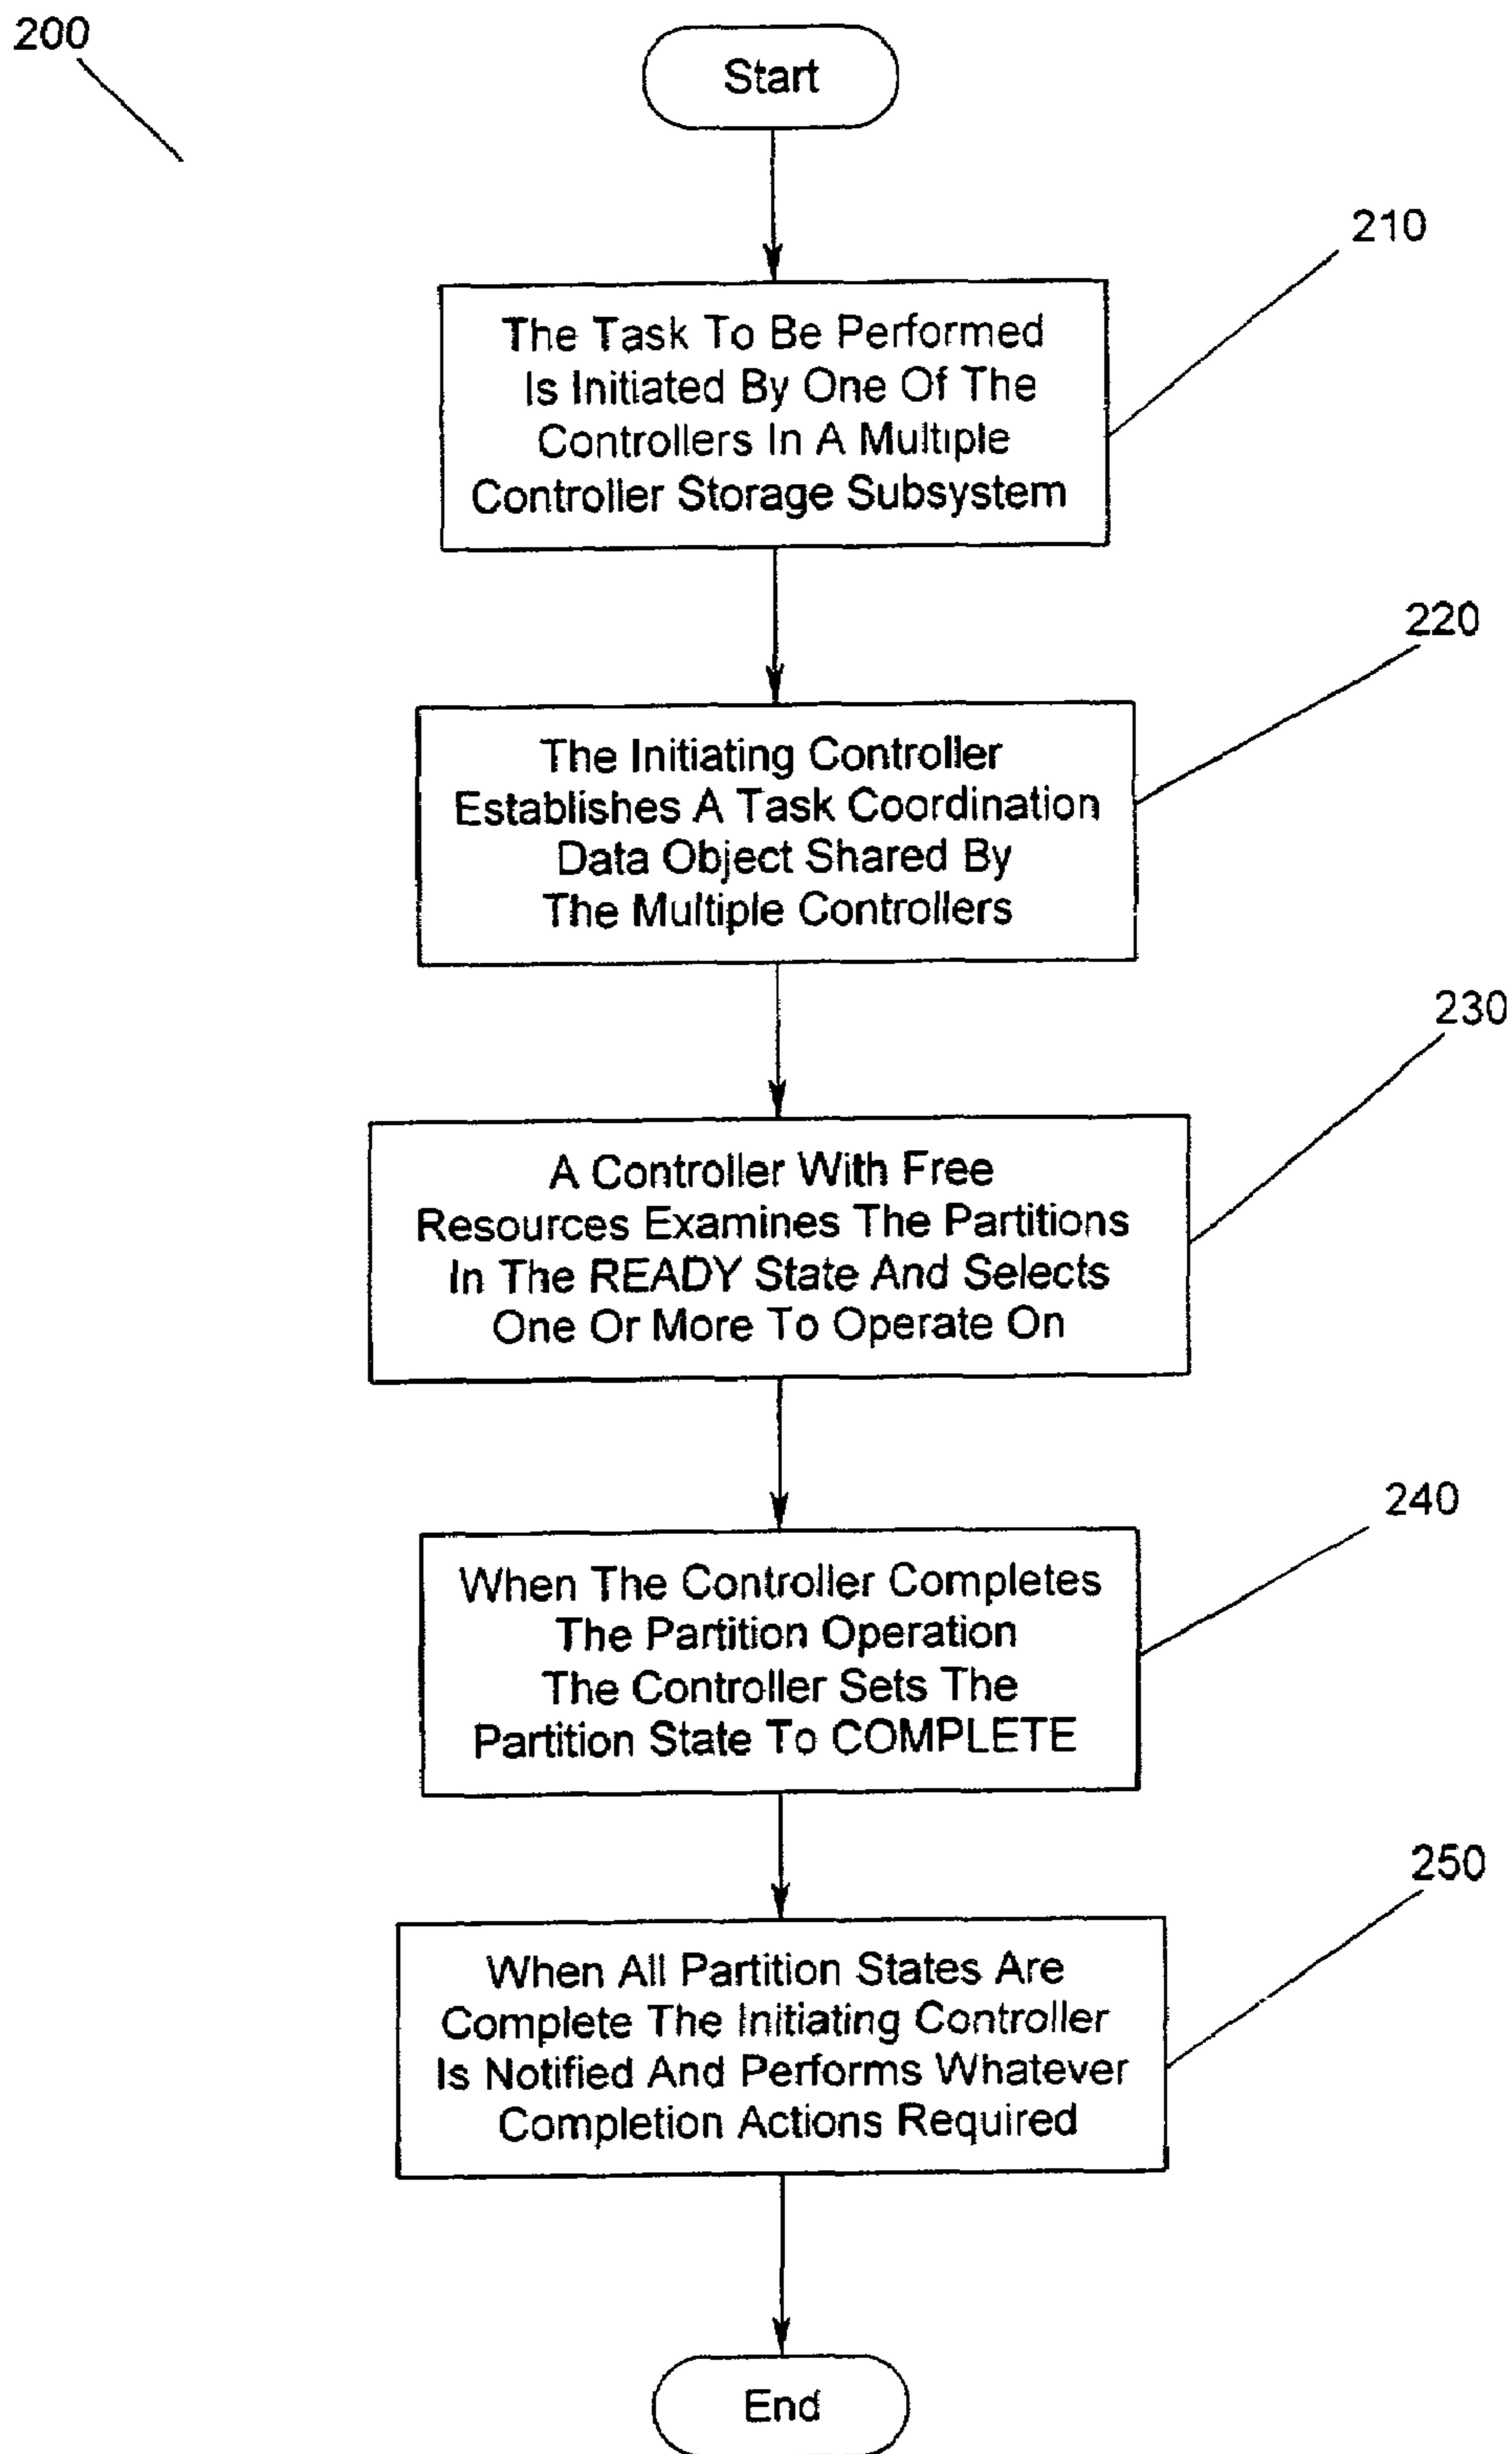 200
Start
210
The Task To Be Performed
Is Initiated By One Of The
Controllers In A Multiple
Controller Storage Subsystem
220
The Initiating Controller
Establishes A Task Coordination
Data Object Shared By
The Multiple Controllers
230
A Controller With Free
Resources Examines The Partitions
In The READY State And Selects
One Or More To Operate On
240
When The Controller Completes
The Partition Operation
The Controller Sets The
Partition State To COMPLETE
250
When All Partition States Are
Complete The Initiating Controller
Is Notified And Performs Whatever
Completion Actions Required
End